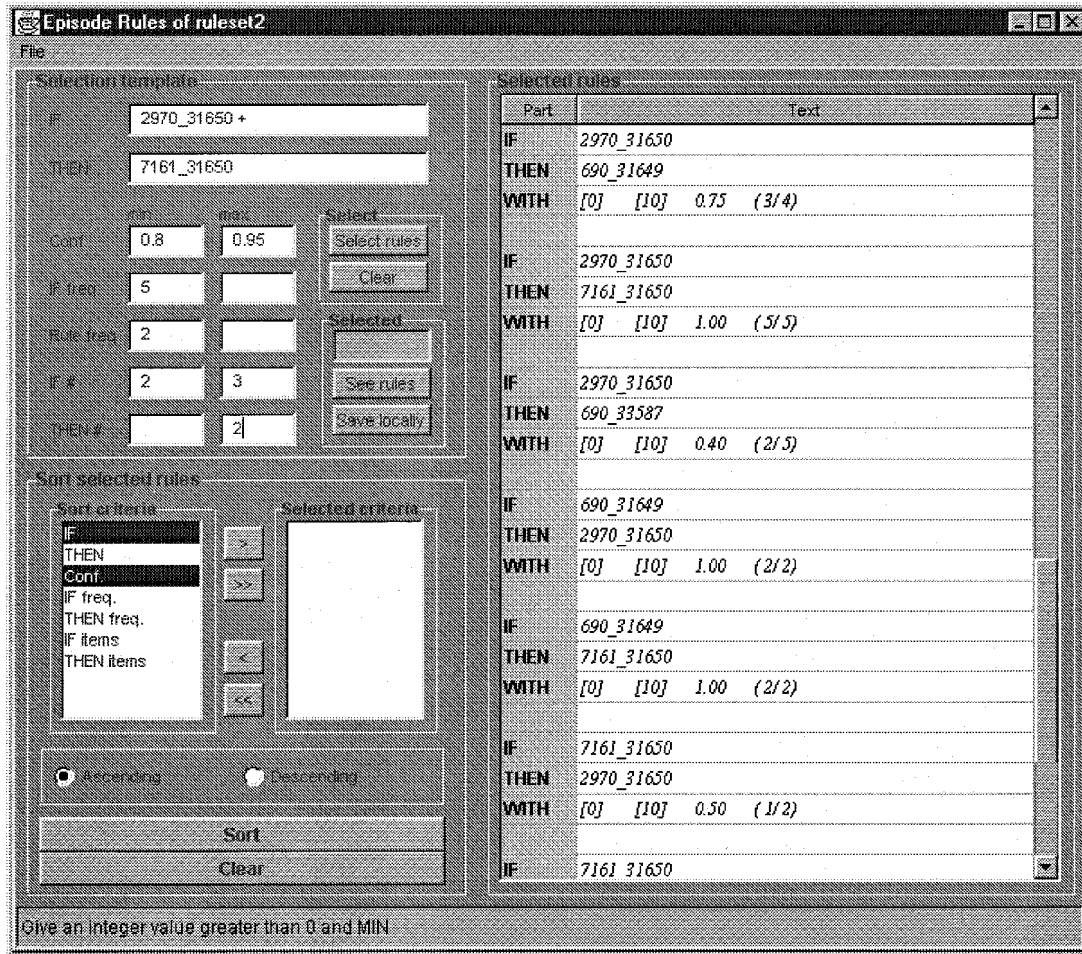 Episode Rules of ruleset2
File
Selection template
IF 2970_31650 +
THEN 7161_31650
min max
Conf. 0.8 0.95
IF freq. 5
Rule freq. 2
IF # 2 3
THEN # 2
Select
Select rules
Clear
Selected
See rules
Save locally
Sort selected rules
Sort criteria
IF
THEN
Conf.
IF freq.
THEN freq.
IF items
THEN items
>
>>
<
<<
Selected criteria
Ascending Descending
Sort
Clear
Selected rules
Part Text
IF 2970_31650
THEN 690_31649
WITH [0] [10] 0.75 (3/4)
IF 2970_31650
THEN 7161_31650
WITH [0] [10] 1.00 (5/5)
IF 2970_31650
THEN 690_33587
WITH [0] [10] 0.40 (2/5)
IF 690_31649
THEN 2970_31650
WITH [0] [10] 1.00 (2/2)
IF 690_31649
THEN 7161_31650
WITH [0] [10] 1.00 (2/2)
IF 7161_31650
THEN 2970_31650
WITH [0] [10] 0.50 (1/2)
IF 7161_31650
Give an integer value greater than 0 and MIN